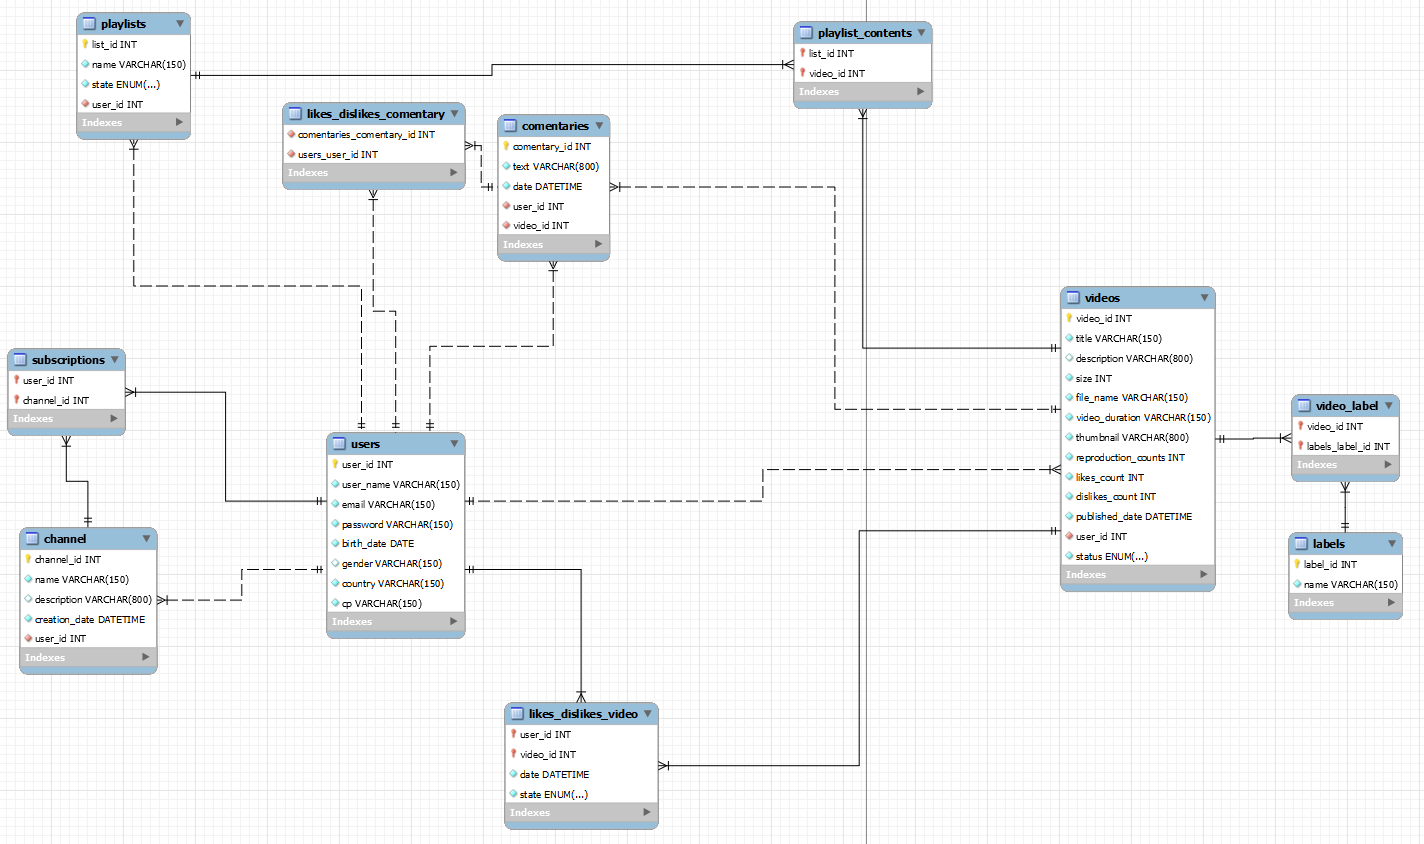 playlists
list_id INT
name VARCHAR(150)
state ENUM(...)
user_id INT
Indexes
playlist_contents
list_id INT
video_id INT
Indexes
likes_dislikes_comentary
comentaries_comentary_id INT
users_user_id INT
Indexes
comentaries
comentary_id INT
text VARCHAR(800)
date DATETIME
user_id INT
video_id INT
Indexes
videos
video_id INT
title VARCHAR(150)
description VARCHAR(800)
size INT
file_name VARCHAR(150)
video_duration VARCHAR(150)
thumbnail VARCHAR(800)
reproduction_counts INT
likes_count INT
dislikes_count INT
published_date DATETIME
user_id INT
status ENUM(...)
Indexes
subscriptions
user_id INT
channel_id INT
Indexes
users
user_id INT
user_name VARCHAR(150)
email VARCHAR(150)
password VARCHAR(150)
birth_date DATE
gender VARCHAR(150)
country VARCHAR(150)
cp VARCHAR(150)
Indexes
video_label
video_id INT
labels_label_id INT
Indexes
channel
channel_id INT
name VARCHAR(150)
description VARCHAR(800)
creation_date DATETIME
user_id INT
Indexes
labels
label_id INT
name VARCHAR(150)
Indexes
likes_dislikes_video
user_id INT
video_id INT
date DATETIME
state ENUM(...)
Indexes